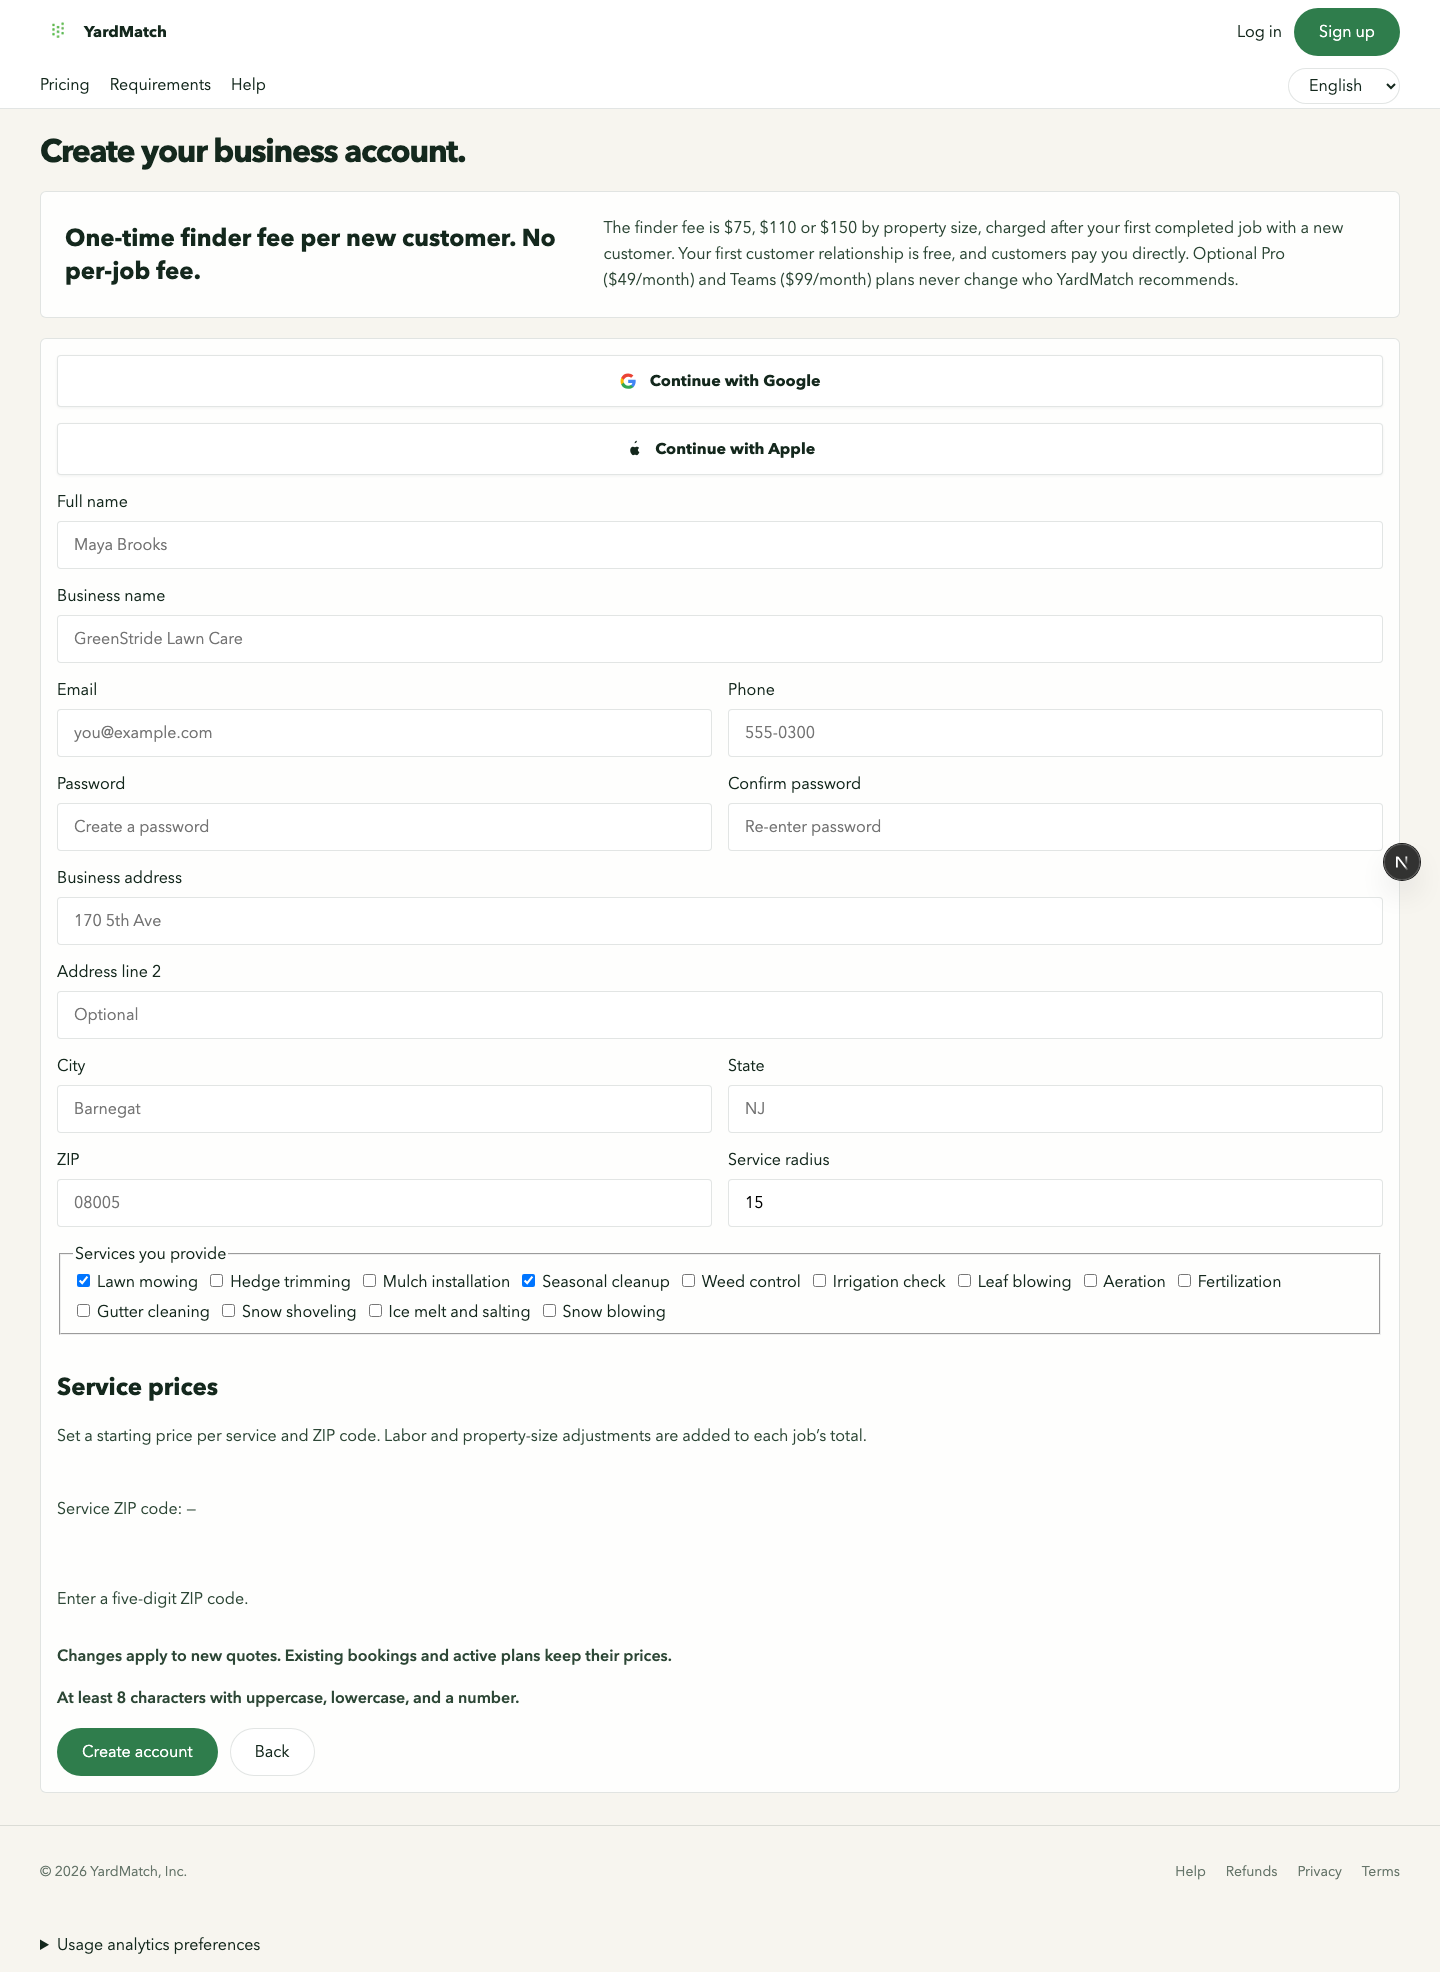 YardMatch
Log in
Sign up
Pricing
Requirements
Help
English
Create your business account.
One-time finder fee per new customer. No
per-job fee.
The finder fee is $75, $110 or $150 by property size, charged after your first completed job with a new
customer. Your first customer relationship is free, and customers pay you directly. Optional Pro
($49/month) and Teams ($99/month) plans never change who YardMatch recommends.
Continue with Google
Continue with Apple
Full name
Maya Brooks
Business name
GreenStride Lawn Care
Email
Phone
you@example.com
555-0300
Password
Confirm password
Create a password
Re-enter password
N
Business address
170 5th Ave
Address line 2
Optional
City
State
Barnegat
NJ
ZIP
Service radius
08005
15
Services you provide
Lawn mowing Hedge trimming Mulch installation Seasonal cleanup Weed control Irrigation check Leaf blowing Aeration Fertilization
Gutter cleaning Snow shoveling Ice melt and salting Snow blowing
Service prices
Set a starting price per service and ZIP code. Labor and property-size adjustments are added to each job’s total.
Service ZIP code: —
Enter a five-digit ZIP code.
Changes apply to new quotes. Existing bookings and active plans keep their prices.
At least 8 characters with uppercase, lowercase, and a number.
Create account
Back
© 2026 YardMatch, Inc.
Help Refunds Privacy Terms
Usage analytics preferences